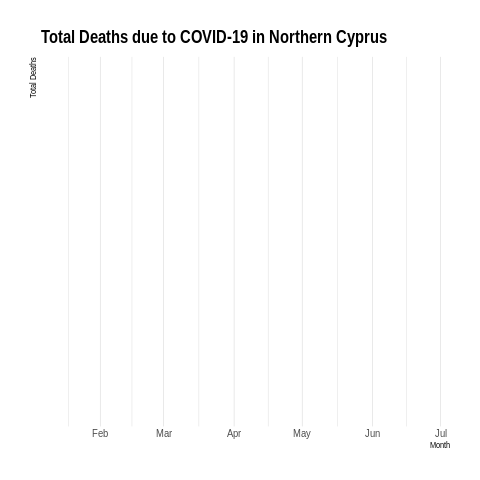 Total Deaths due to COVID-19 in Northern Cyprus
Total Deaths
Feb Mar Apr May Jun Jul
Month